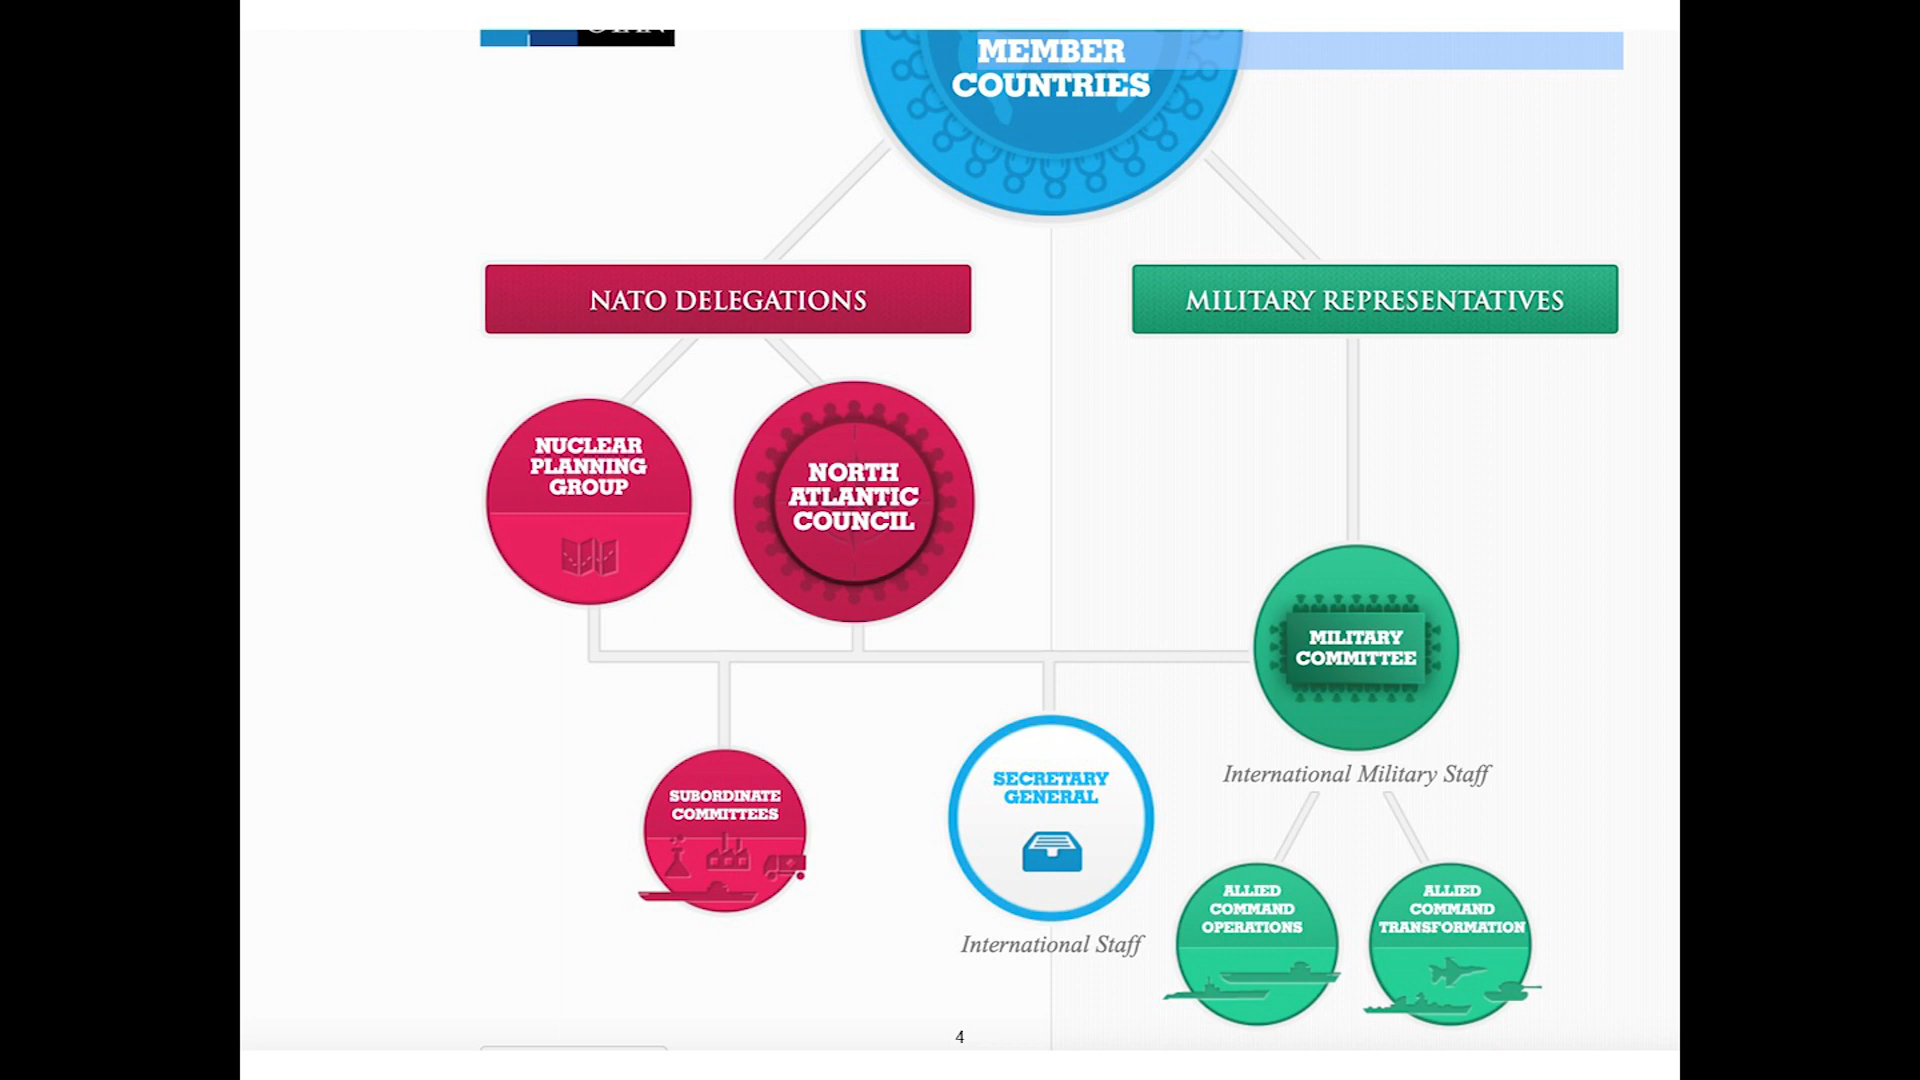 MEMBER
COUNTRIES
NATO DELEGATIONS
MILITARY REPRESENTATIVES
NUCLEAR
PLANNING
GROUP
NORTH
ATLANTIC
COUNCIL
MILITARY
COMMITTEE
International Military Staff
SUBORDINATE
COMMITTEES
SECRETARY
GENERAL
International Staff
ALLIED
COMMAND
OPERATIONS
ALLIED
COMMAND
TRANSFORMATION
4